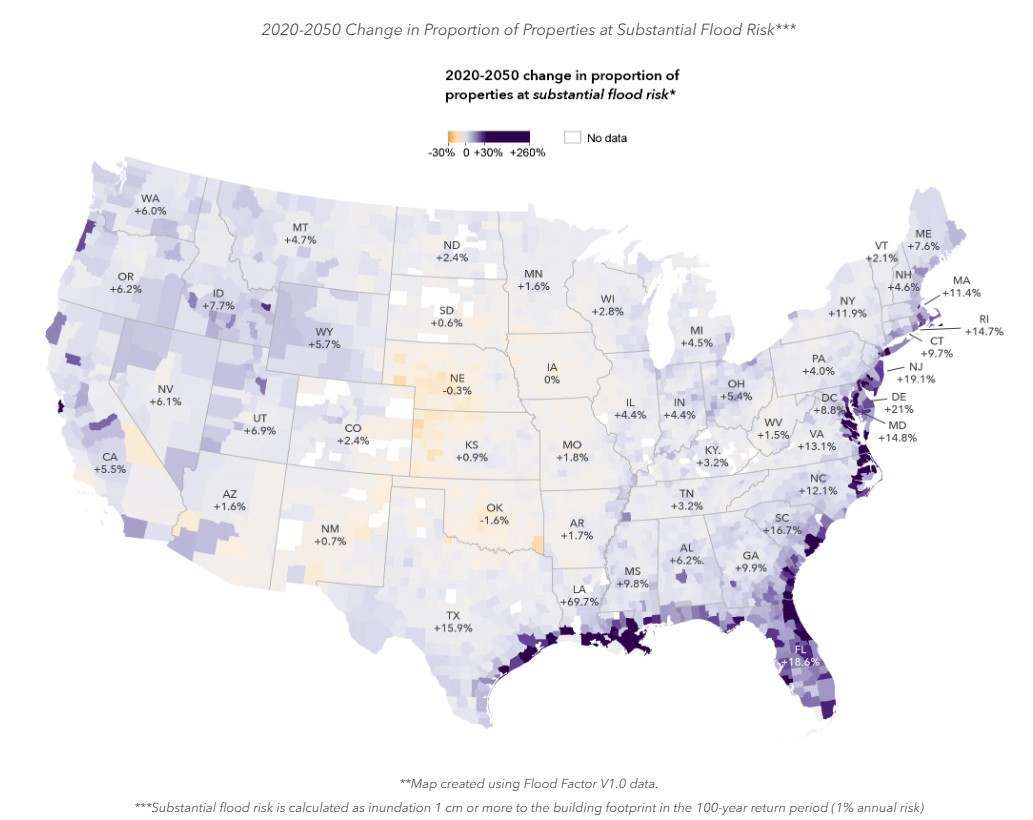 2020-2050 Change in Proportion of Properties at Substantial Flood Risk***
2020-2050 change in proportion of
properties at substantial flood risk*
-30% 0 +30% +260%
No data
WA
+6.0%
MT
+4.7%
ND
+2.4%
MN
+1.6%
VT
+2.1%
ME
+7.6%
NH
+4.6%
MA
+11.4%
OR
+6.2%
ID
+7.7%
WY
+5.7%
SD
+0.6%
WI
+2.8%
MI
+4.5%
NY
+11.9%
RI
+14.7%
CT
+9.7%
NJ
+19.1%
NV
+6.1%
UT
+6.9%
CO
+2.4%
NE
-0.3%
IA
0%
IL
+4.4%
IN
+4.4%
OH
+5.4%
PA
+4.0%
DC
+8.8%
DE
+21%
MD
+14.8%
CA
+5.5%
KS
+0.9%
MO
+1.8%
KY.
+3.2%
WV
+1.5%
VA
+13.1%
AZ
+1.6%
NM
+0.7%
OK
-1.6%
AR
+1.7%
TN
+3.2%
NC
+12.1%
SC
+16.7%
TX
+15.9%
LA
+69.7%
MS
+9.8%
AL
+6.2%.
GA
+9.9%
FL
+18.6%
**Map created using Flood Factor V1.0 data.
***Substantial flood risk is calculated as inundation 1 cm or more to the building footprint in the 100-year return period (1% annual risk)